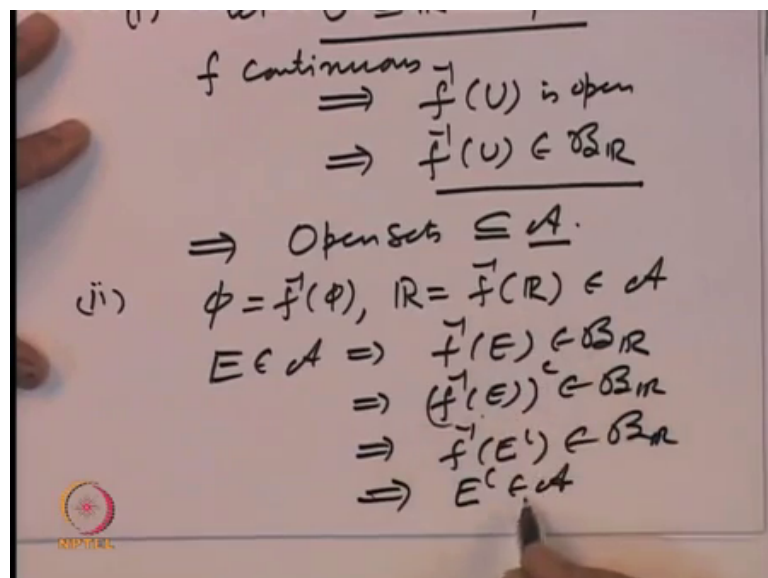 f continuous
⟹ f⁻¹(U) is open
⟹ f⁻¹(U) ∈ 𝓑ℝ
⟹ Open sets ⊆ 𝒜.
(ii) ϕ = f⁻¹(ϕ), ℝ = f⁻¹(ℝ) ∈ 𝒜
E ∈ 𝒜 ⟹ f⁻¹(E) ∈ 𝓑ℝ
⟹ (f⁻¹(E))ᶜ ∈ 𝓑ℝ
⟹ f⁻¹(Eᶜ) ∈ 𝓑ℝ
⟹ Eᶜ ∈ 𝒜
NPTEL